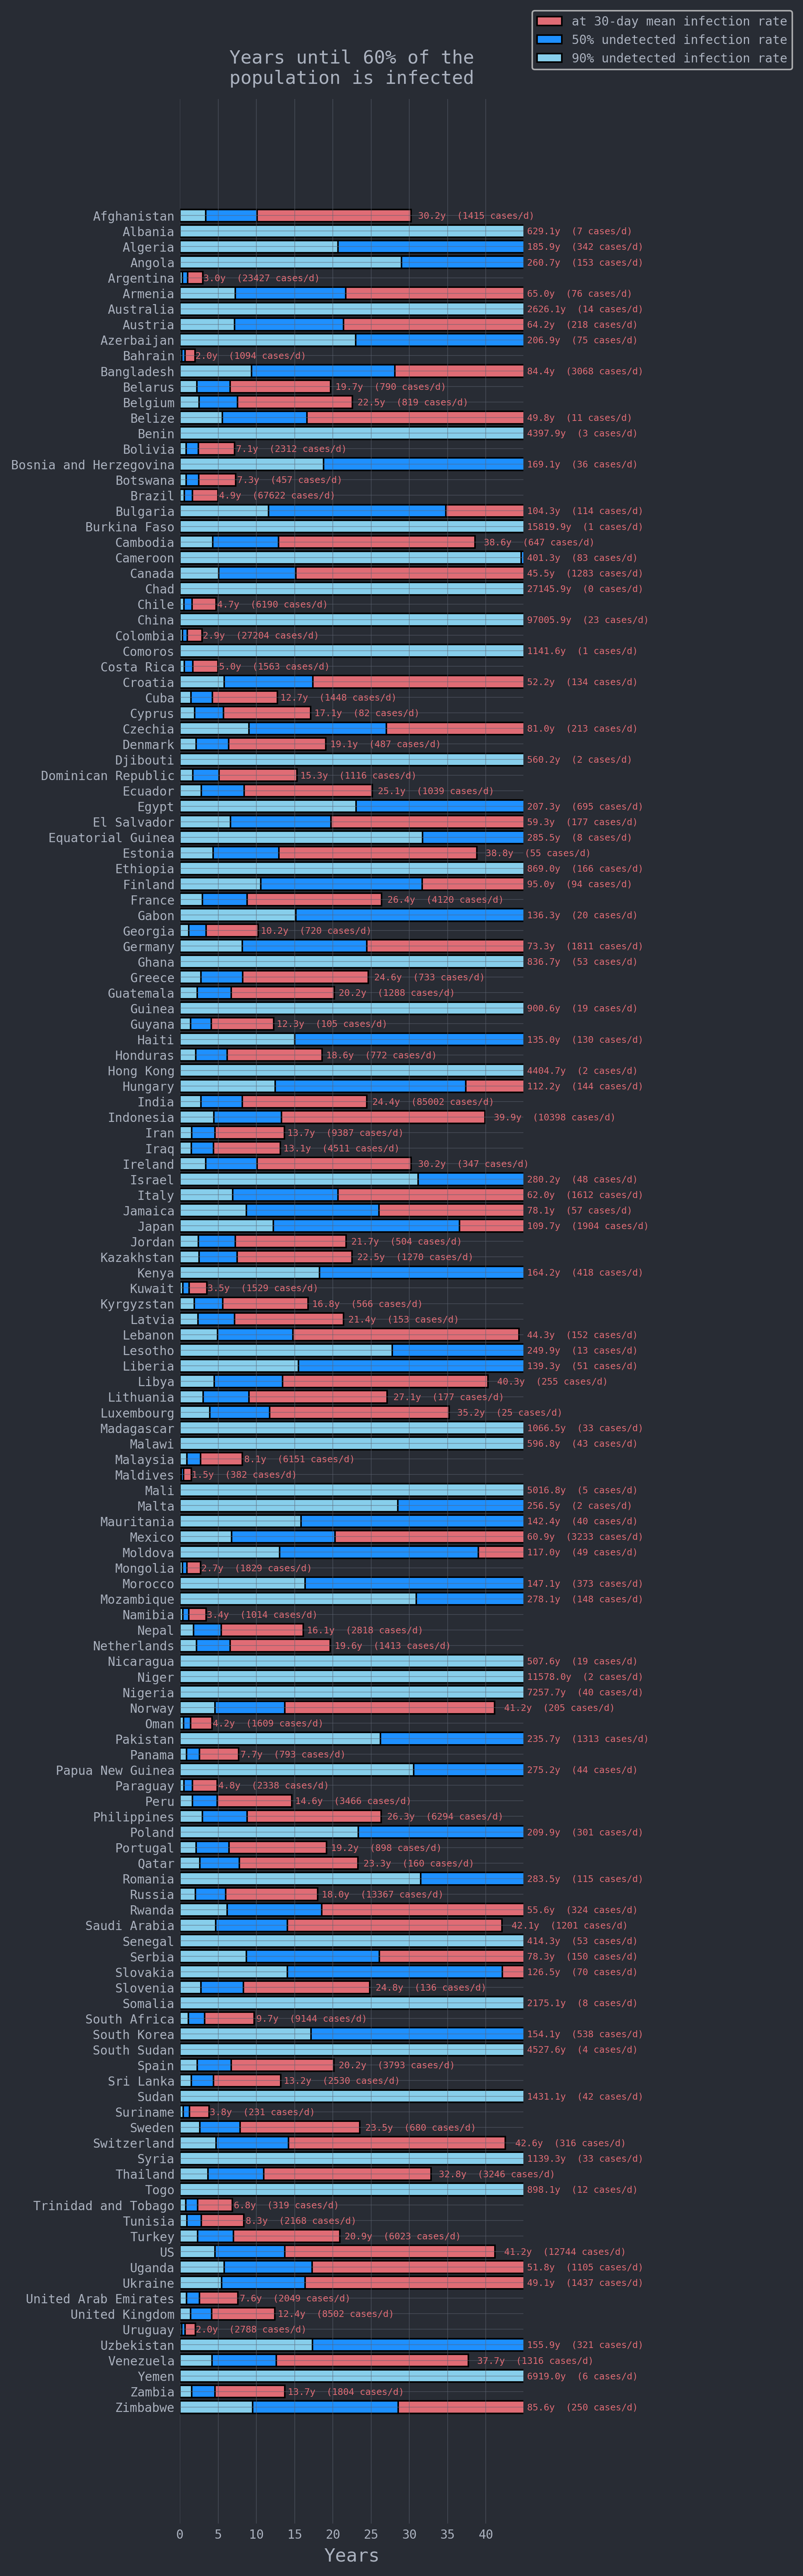 at 30-day mean infection rate
50% undetected infection rate
90% undetected infection rate
Years until 60% of the
population is infected
Afghanistan 30.2y (1415 cases/d)
Albania 629.1y (7 cases/d)
Algeria 185.9y (342 cases/d)
Angola 260.7y (153 cases/d)
Argentina 3.0y (23427 cases/d)
Armenia 65.0y (76 cases/d)
Australia 2626.1y (14 cases/d)
Austria 64.2y (218 cases/d)
Azerbaijan 206.9y (75 cases/d)
Bahrain 2.0y (1094 cases/d)
Bangladesh 84.4y (3068 cases/d)
Belarus 19.7y (790 cases/d)
Belgium 22.5y (819 cases/d)
Belize 49.8y (11 cases/d)
Benin 4397.9y (3 cases/d)
Bolivia 7.1y (2312 cases/d)
Bosnia and Herzegovina 169.1y (36 cases/d)
Botswana 7.3y (457 cases/d)
Brazil 4.9y (67622 cases/d)
Bulgaria 104.3y (114 cases/d)
Burkina Faso 15819.9y (1 cases/d)
Cambodia 38.6y (647 cases/d)
Cameroon 401.3y (83 cases/d)
Canada 45.5y (1283 cases/d)
Chad 27145.9y (0 cases/d)
Chile 4.7y (6190 cases/d)
China 97005.9y (23 cases/d)
Colombia 2.9y (27204 cases/d)
Comoros 1141.6y (1 cases/d)
Costa Rica 5.0y (1563 cases/d)
Croatia 52.2y (134 cases/d)
Cuba 12.7y (1448 cases/d)
Cyprus 17.1y (82 cases/d)
Czechia 81.0y (213 cases/d)
Denmark 19.1y (487 cases/d)
Djibouti 560.2y (2 cases/d)
Dominican Republic 15.3y (1116 cases/d)
Ecuador 25.1y (1039 cases/d)
Egypt 207.3y (695 cases/d)
El Salvador 59.3y (177 cases/d)
Equatorial Guinea 285.5y (8 cases/d)
Estonia 38.8y (55 cases/d)
Ethiopia 869.0y (166 cases/d)
Finland 95.0y (94 cases/d)
France 26.4y (4120 cases/d)
Gabon 136.3y (20 cases/d)
Georgia 10.2y (720 cases/d)
Germany 73.3y (1811 cases/d)
Ghana 836.7y (53 cases/d)
Greece 24.6y (733 cases/d)
Guatemala 20.2y (1288 cases/d)
Guinea 900.6y (19 cases/d)
Guyana 12.3y (105 cases/d)
Haiti 135.0y (130 cases/d)
Honduras 18.6y (772 cases/d)
Hong Kong 4404.7y (2 cases/d)
Hungary 112.2y (144 cases/d)
India 24.4y (85002 cases/d)
Indonesia 39.9y (10398 cases/d)
Iran 13.7y (9387 cases/d)
Iraq 13.1y (4511 cases/d)
Ireland 30.2y (347 cases/d)
Israel 280.2y (48 cases/d)
Italy 62.0y (1612 cases/d)
Jamaica 78.1y (57 cases/d)
Japan 109.7y (1904 cases/d)
Jordan 21.7y (504 cases/d)
Kazakhstan 22.5y (1270 cases/d)
Kenya 164.2y (418 cases/d)
Kuwait 3.5y (1529 cases/d)
Kyrgyzstan 16.8y (566 cases/d)
Latvia 21.4y (153 cases/d)
Lebanon 44.3y (152 cases/d)
Lesotho 249.9y (13 cases/d)
Liberia 139.3y (51 cases/d)
Libya 40.3y (255 cases/d)
Lithuania 27.1y (177 cases/d)
Luxembourg 35.2y (25 cases/d)
Madagascar 1066.5y (33 cases/d)
Malawi 596.8y (43 cases/d)
Malaysia 8.1y (6151 cases/d)
Maldives 1.5y (382 cases/d)
Mali 5016.8y (5 cases/d)
Malta 256.5y (2 cases/d)
Mauritania 142.4y (40 cases/d)
Mexico 60.9y (3233 cases/d)
Moldova 117.0y (49 cases/d)
Mongolia 2.7y (1829 cases/d)
Morocco 147.1y (373 cases/d)
Mozambique 278.1y (148 cases/d)
Namibia 3.4y (1014 cases/d)
Nepal 16.1y (2818 cases/d)
Netherlands 19.6y (1413 cases/d)
Nicaragua 507.6y (19 cases/d)
Niger 11578.0y (2 cases/d)
Nigeria 7257.7y (40 cases/d)
Norway 41.2y (205 cases/d)
Oman 4.2y (1609 cases/d)
Pakistan 235.7y (1313 cases/d)
Panama 7.7y (793 cases/d)
Papua New Guinea 275.2y (44 cases/d)
Paraguay 4.8y (2338 cases/d)
Peru 14.6y (3466 cases/d)
Philippines 26.3y (6294 cases/d)
Poland 209.9y (301 cases/d)
Portugal 19.2y (898 cases/d)
Qatar 23.3y (160 cases/d)
Romania 283.5y (115 cases/d)
Russia 18.0y (13367 cases/d)
Rwanda 55.6y (324 cases/d)
Saudi Arabia 42.1y (1201 cases/d)
Senegal 414.3y (53 cases/d)
Serbia 78.3y (150 cases/d)
Slovakia 126.5y (70 cases/d)
Slovenia 24.8y (136 cases/d)
Somalia 2175.1y (8 cases/d)
South Africa 9.7y (9144 cases/d)
South Korea 154.1y (538 cases/d)
South Sudan 4527.6y (4 cases/d)
Spain 20.2y (3793 cases/d)
Sri Lanka 13.2y (2530 cases/d)
Sudan 1431.1y (42 cases/d)
Suriname 3.8y (231 cases/d)
Sweden 23.5y (680 cases/d)
Switzerland 42.6y (316 cases/d)
Syria 1139.3y (33 cases/d)
Thailand 32.8y (3246 cases/d)
Togo 898.1y (12 cases/d)
Trinidad and Tobago 6.8y (319 cases/d)
Tunisia 8.3y (2168 cases/d)
Turkey 20.9y (6023 cases/d)
US 41.2y (12744 cases/d)
Uganda 51.8y (1105 cases/d)
Ukraine 49.1y (1437 cases/d)
United Arab Emirates 7.6y (2049 cases/d)
United Kingdom 12.4y (8502 cases/d)
Uruguay 2.0y (2788 cases/d)
Uzbekistan 155.9y (321 cases/d)
Venezuela 37.7y (1316 cases/d)
Yemen 6919.0y (6 cases/d)
Zambia 13.7y (1804 cases/d)
Zimbabwe 85.6y (250 cases/d)
0 5 10 15 20 25 30 35 40
Years